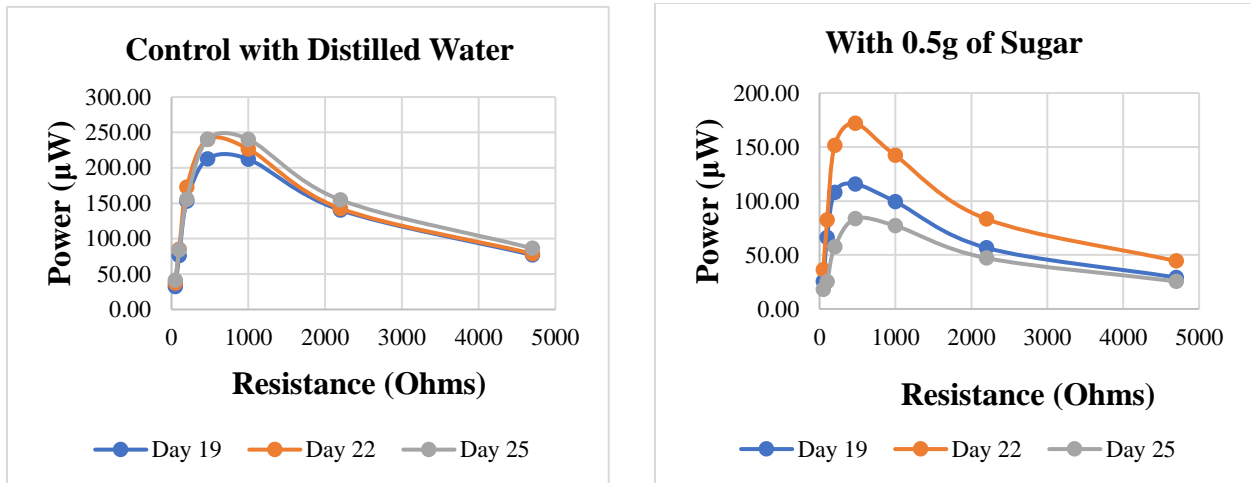 Control with Distilled Water
300.00
250.00
200.00
150.00
100.00
50.00
0.00
Power (µW)
0 1000 2000 3000 4000 5000
Resistance (Ohms)
Day 19 Day 22 Day 25
With 0.5g of Sugar
200.00
150.00
100.00
50.00
0.00
Power (µW)
0 1000 2000 3000 4000 5000
Resistance (Ohms)
Day 19 Day 22 Day 25